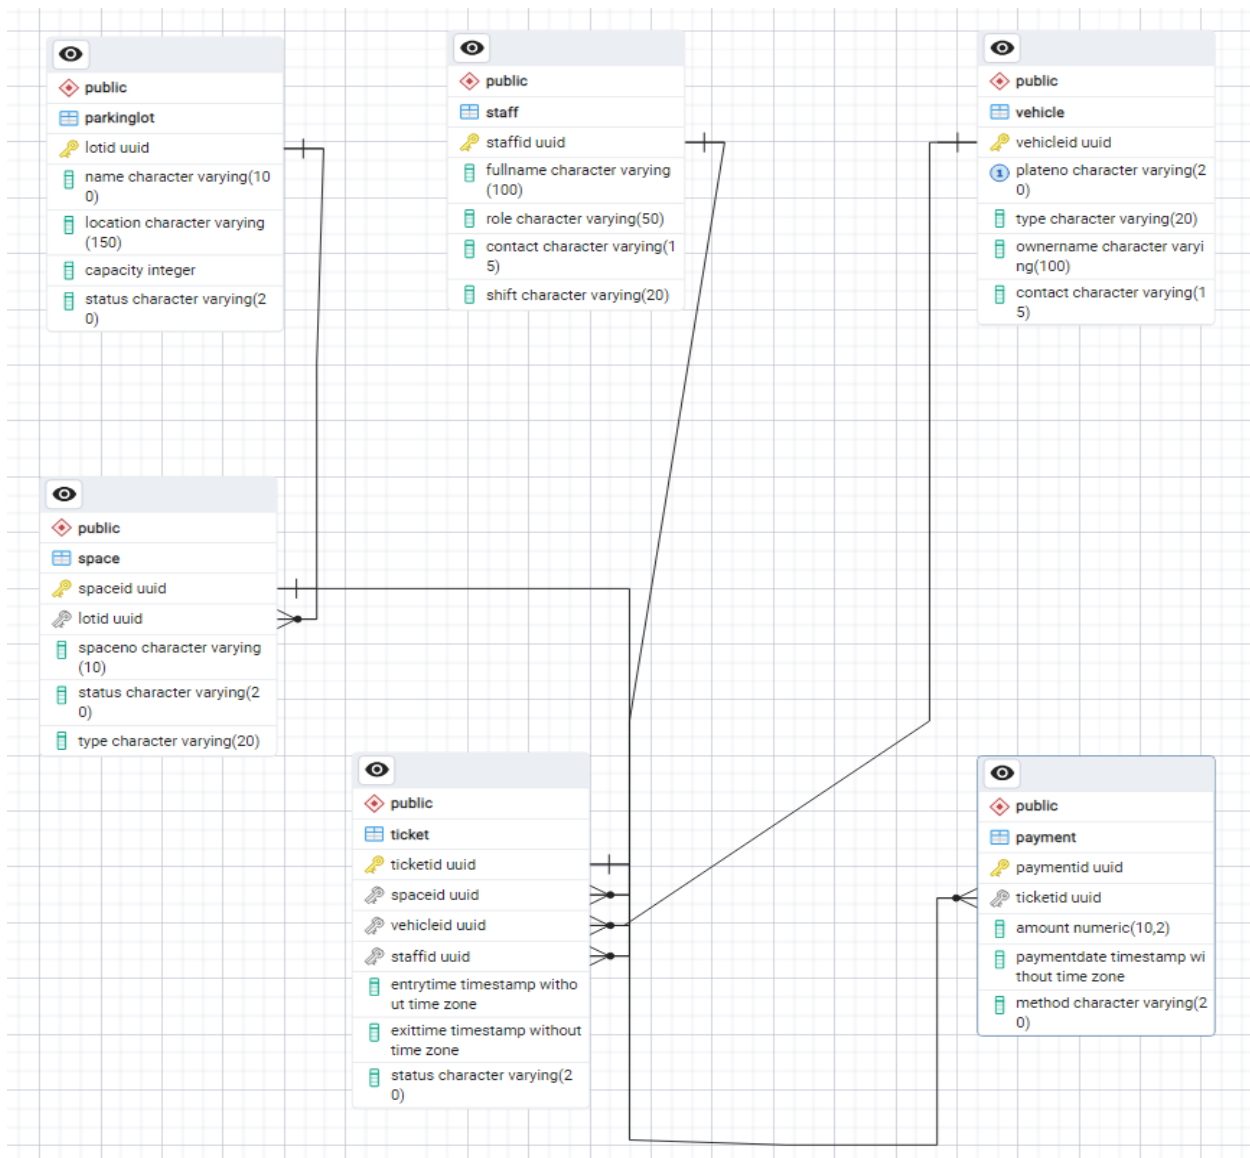 public
parkinglot
lotid uuid
name character varying(10
0)
location character varying
(150)
capacity integer
status character varying(2
0)
public
staff
staffid uuid
fullname character varying
(100)
role character varying(50)
contact character varying(1
5)
shift character varying(20)
public
vehicle
vehicleid uuid
1
plateno character varying(2
0)
type character varying(20)
ownername character varyi
ng(100)
contact character varying(1
5)
public
space
spaceid uuid
lotid uuid
spaceno character varying
(10)
status character varying(2
0)
type character varying(20)
public
ticket
ticketid uuid
spaceid uuid
vehicleid uuid
staffid uuid
entrytime timestamp witho
ut time zone
exittime timestamp without
time zone
status character varying(2
0)
public
payment
paymentid uuid
ticketid uuid
amount numeric(10,2)
paymentdate timestamp wi
thout time zone
method character varying(2
0)